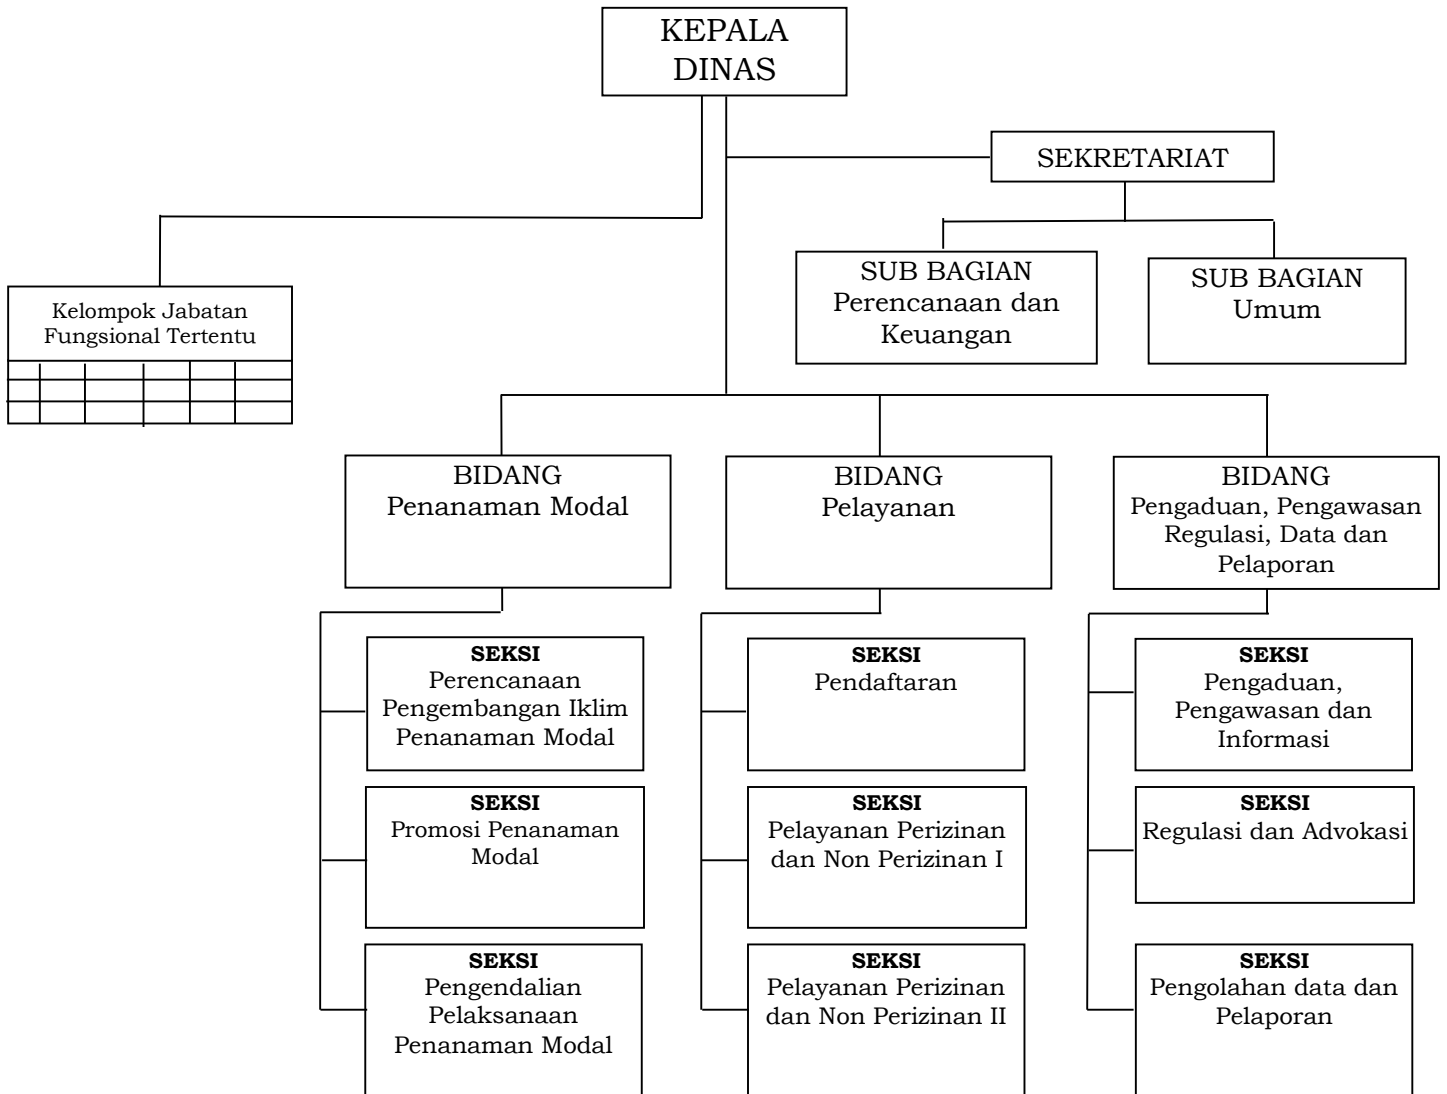 KEPALA
DINAS
SEKRETARIAT
SUB BAGIAN
Perencanaan dan
Keuangan
SUB BAGIAN
Umum
Kelompok Jabatan
Fungsional Tertentu
BIDANG
Penanaman Modal
BIDANG
Pelayanan
BIDANG
Pengaduan, Pengawasan
Regulasi, Data dan
Pelaporan
SEKSI
Perencanaan
Pengembangan Iklim
Penanaman Modal
SEKSI
Pendaftaran
SEKSI
Pengaduan,
Pengawasan dan
Informasi
SEKSI
Promosi Penanaman
Modal
SEKSI
Pelayanan Perizinan
dan Non Perizinan I
SEKSI
Regulasi dan Advokasi
SEKSI
Pengendalian
Pelaksanaan
Penanaman Modal
SEKSI
Pelayanan Perizinan
dan Non Perizinan II
SEKSI
Pengolahan data dan
Pelaporan